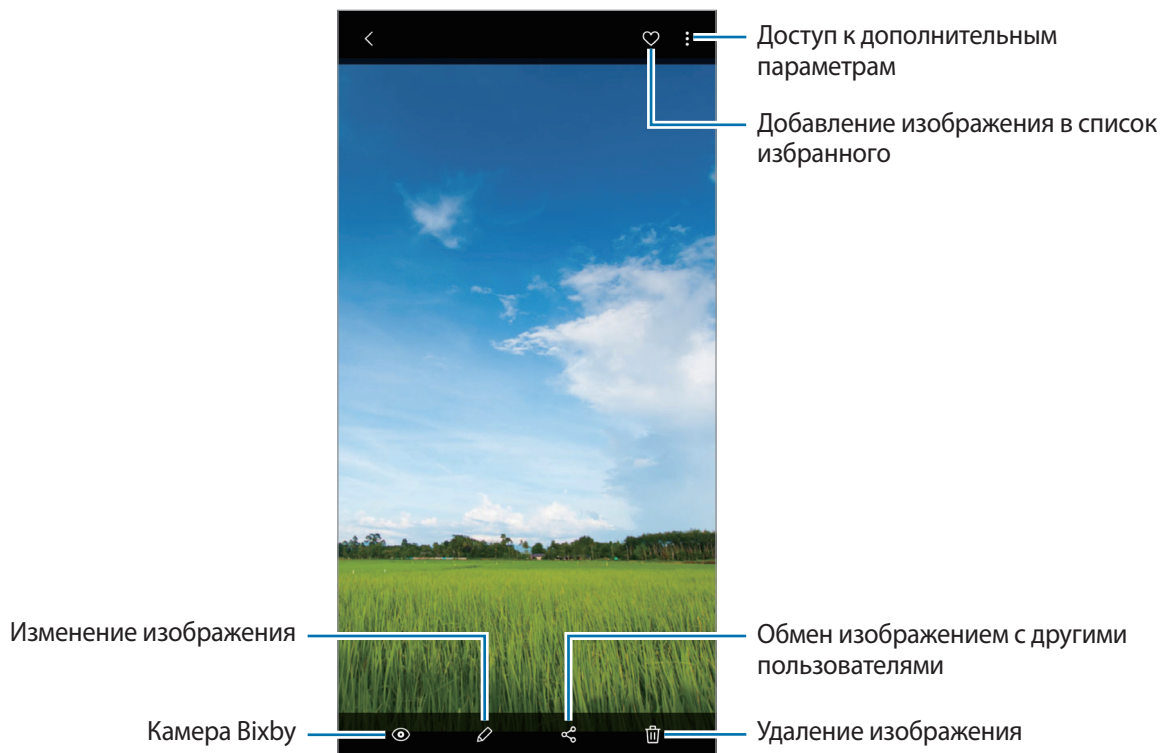 Доступ к дополнительным
параметрам
Добавление изображения в список
избранного
Изменение изображения
Обмен изображением с другими
пользователями
Камера Bixby
Удаление изображения